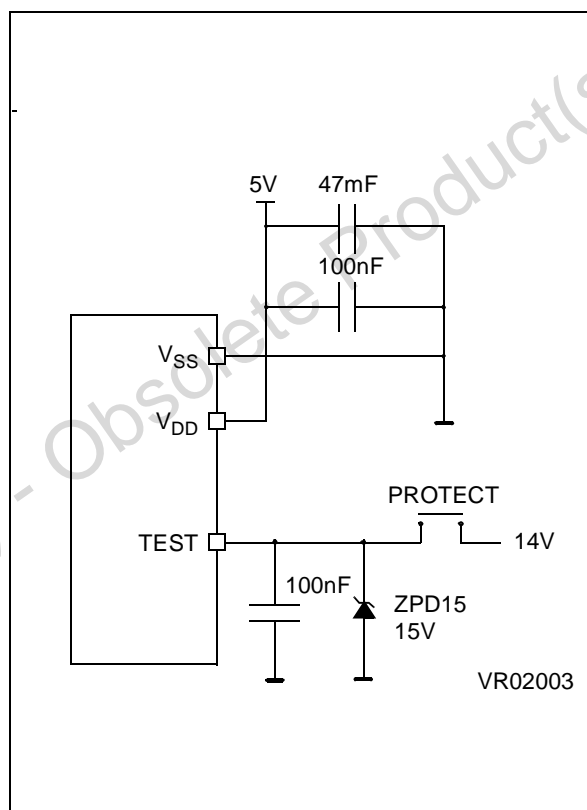 5V 47mF
100nF
VSS
VDD
PROTECT
TEST
14V
100nF
ZPD15
15V
VR02003
- Obsolete Product(s